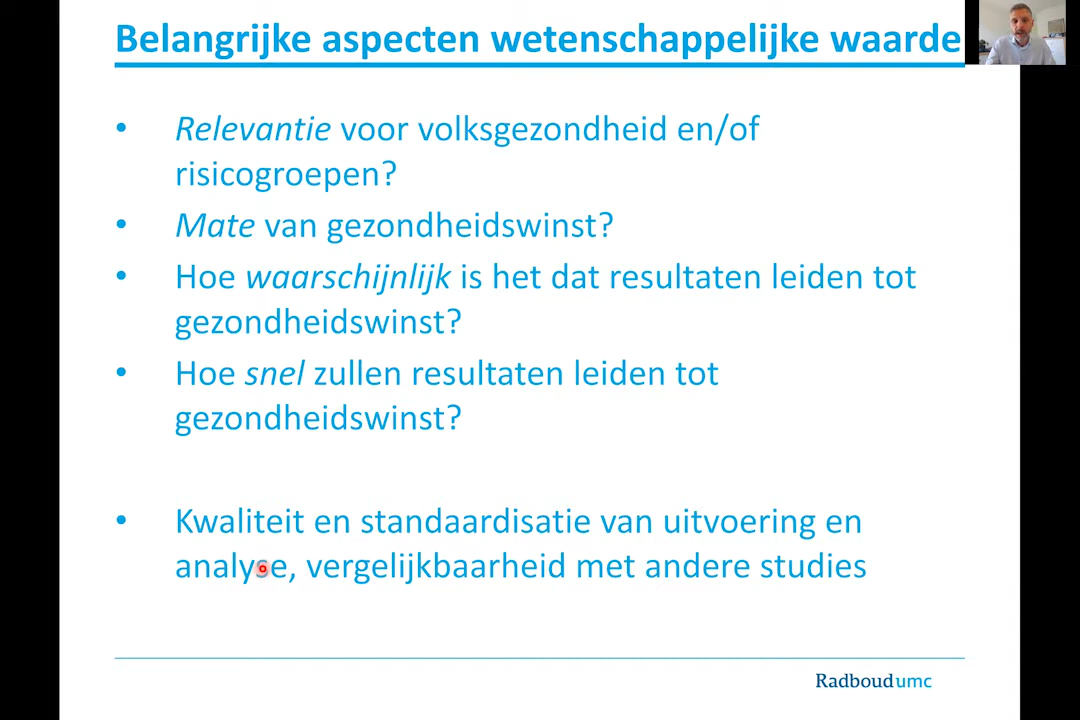 Belangrijke aspecten wetenschappelijke waarde
• Relevantie voor volksgezondheid en/of
risicogroepen?
• Mate van gezondheidswinst?
• Hoe waarschijnlijk is het dat resultaten leiden tot
gezondheidswinst?
• Hoe snel zullen resultaten leiden tot
gezondheidswinst?
• Kwaliteit en standaardisatie van uitvoering en
analyse, vergelijkbaarheid met andere studies
Radboudumc